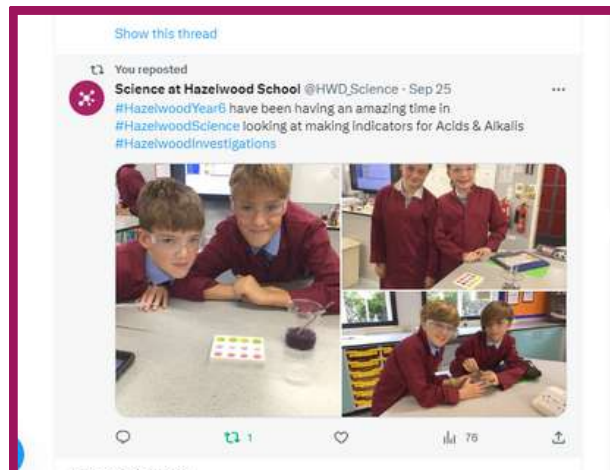 Show this thread
You reposted
Science at Hazelwood School @HWD_Science · Sep 25
#HazelwoodYear6 have been having an amazing time in
#HazelwoodScience looking at making indicators for Acids & Alkalis
#HazelwoodInvestigations
1
76